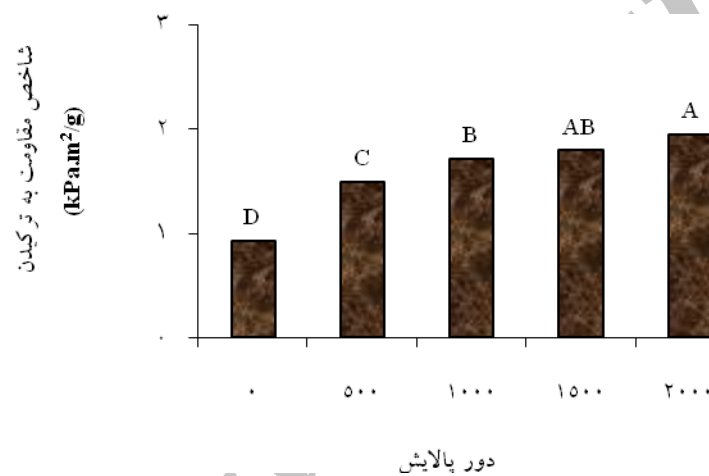 شاخص مقاومت به ترکیدن
(kPa.m²/g)
۳
۲
۱
۰
D
C
B
AB
A
۰ ۵۰۰ ۱۰۰۰ ۱۵۰۰ ۲۰۰۰
دور پالایش